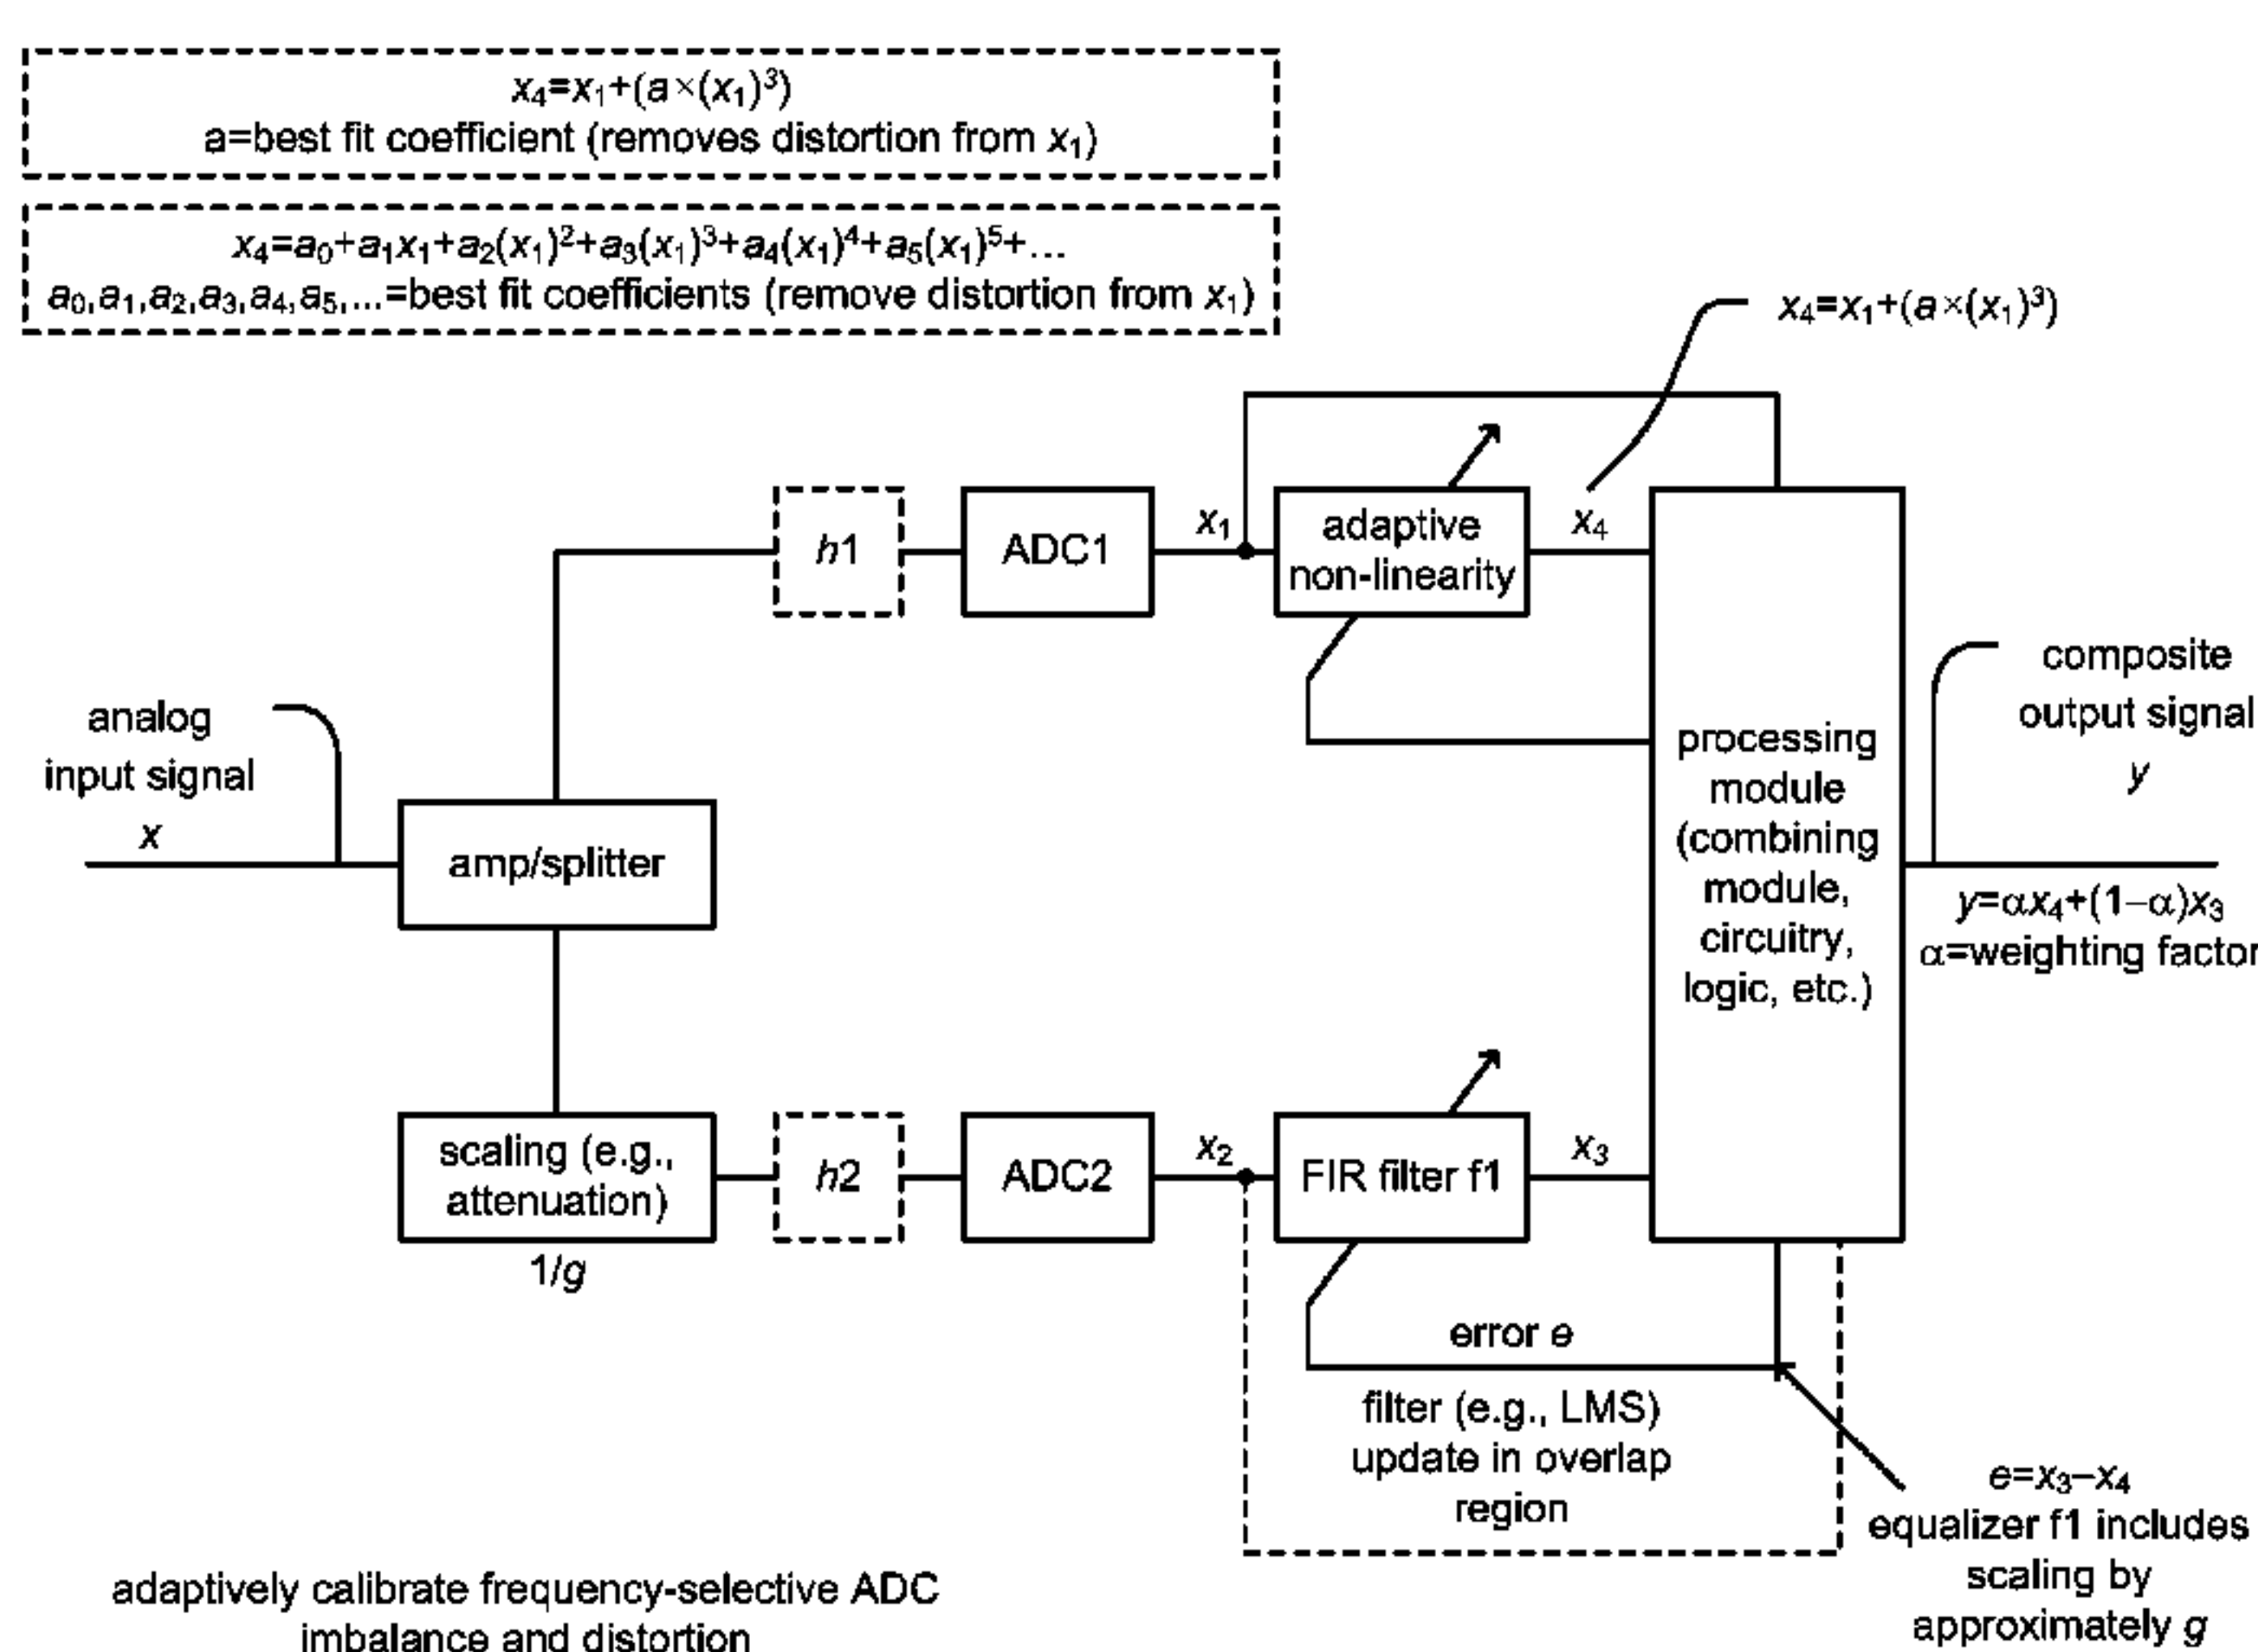 x₄=x₁+(a×(x₁)³)
a=best fit coefficient (removes distortion from x₁)
x₄=a₀+a₁x₁+a₂(x₁)²+a₃(x₁)³+a₄(x₁)⁴+a₅(x₁)⁵+...
a₀,a₁,a₂,a₃,a₄,a₅,...=best fit coefficients (remove distortion from x₁)
x₄=x₁+(a×(x₁)³)
h1
ADC1
x₁
adaptive
non-linearity
x₄
analog
input signal
x
amp/splitter
processing
module
(combining
module,
circuitry,
logic, etc.)
composite
output signal
y
y=αx₄+(1–α)x₃
α=weighting factor
scaling (e.g.,
attenuation)
1/g
h2
ADC2
x₂
FIR filter f1
x₃
error e
filter (e.g., LMS)
update in overlap
region
e=x₃–x₄
equalizer f1 includes
scaling by
approximately g
adaptively calibrate frequency-selective ADC
imbalance and distortion